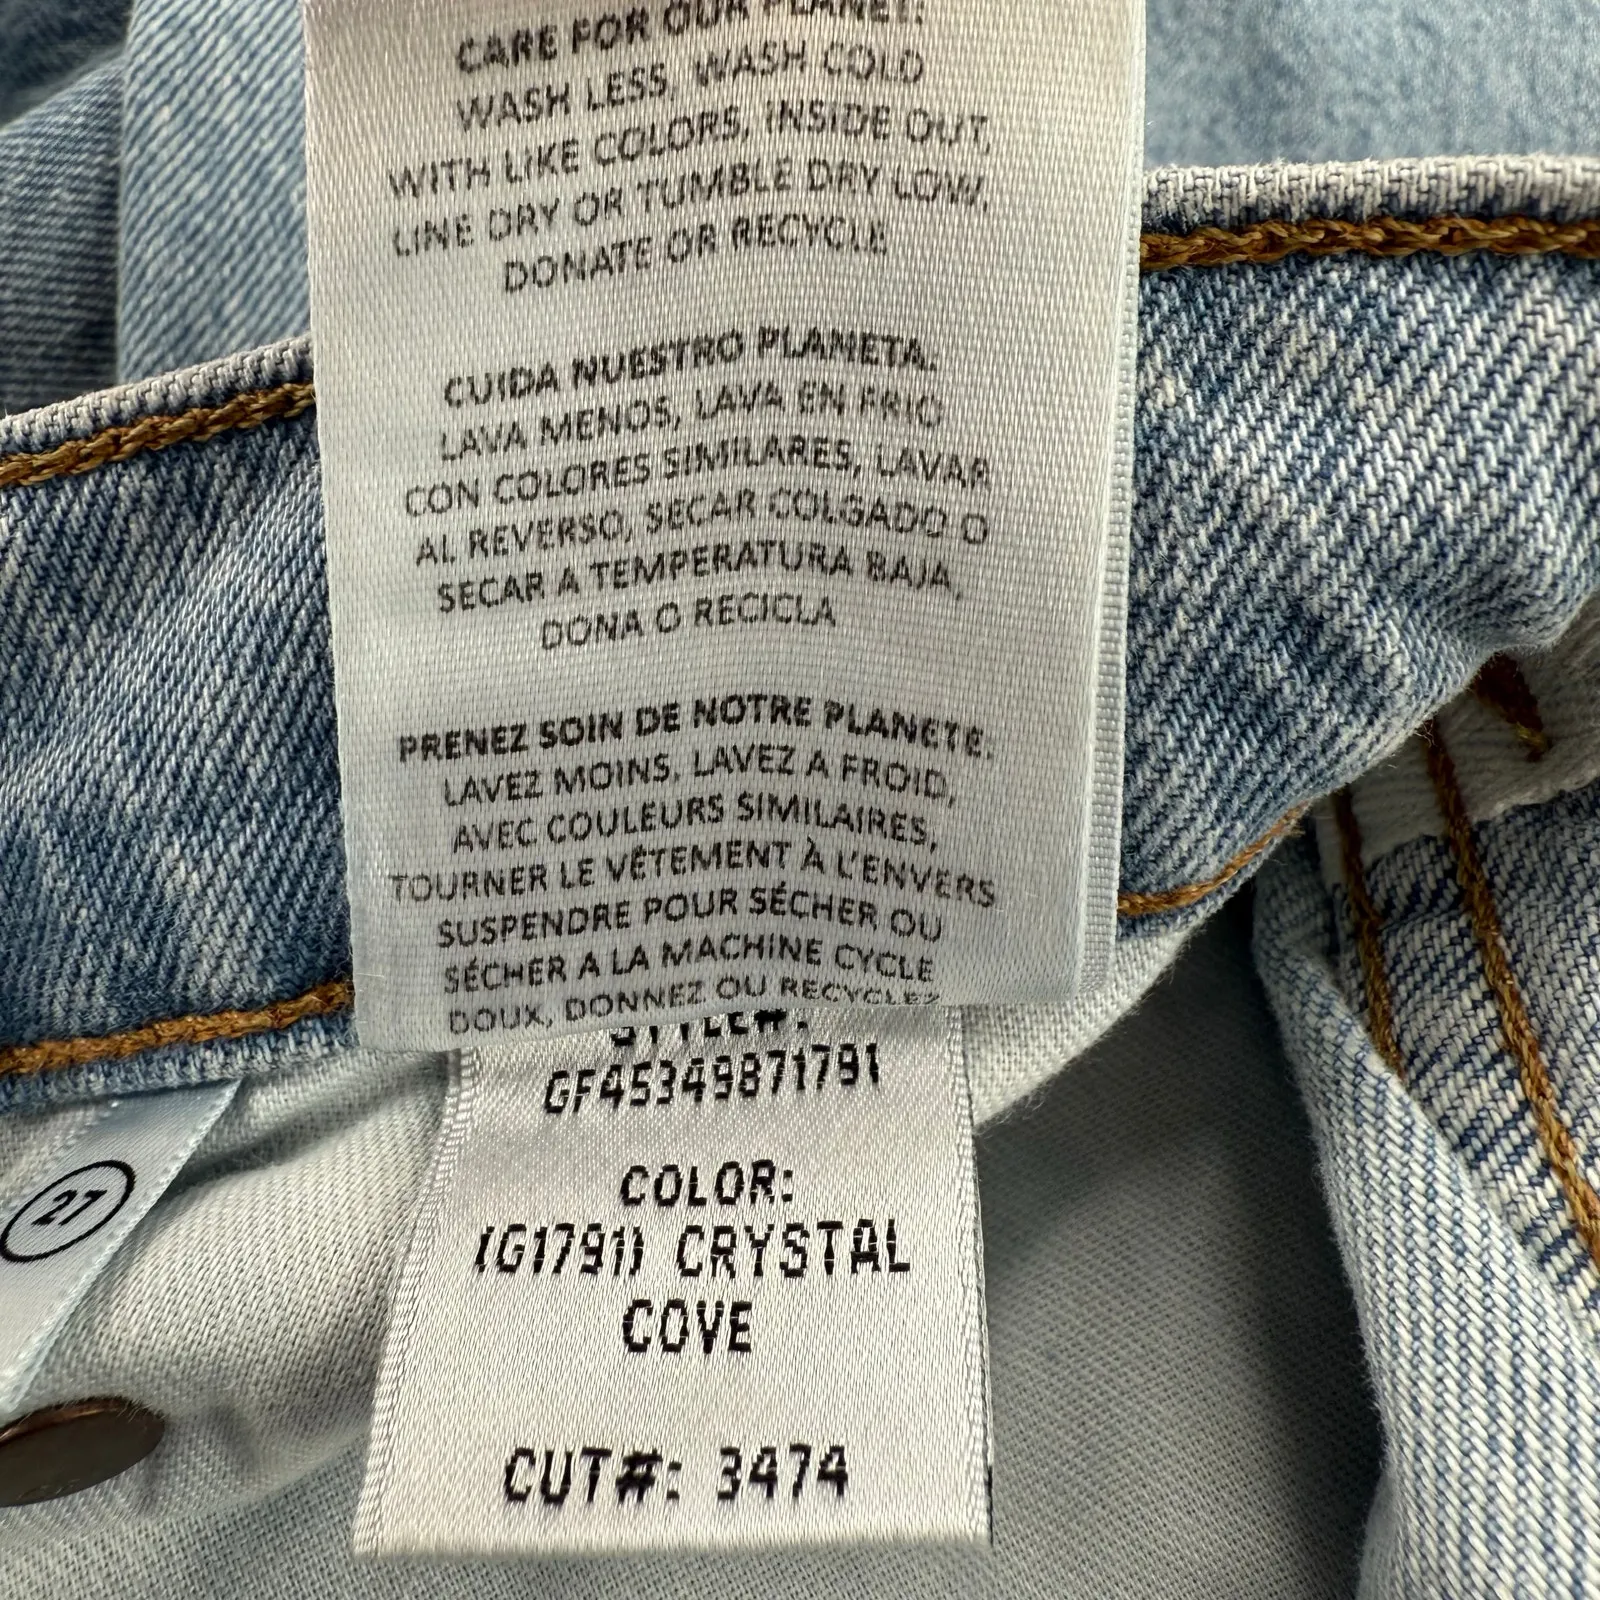 CARE FOR OUR PLANET:
WASH LESS, WASH COLD
WITH LIKE COLORS, INSIDE OUT,
LINE DRY OR TUMBLE DRY LOW.
DONATE OR RECYCLE
CUIDA NUESTRO PLANETA.
LAVA MENOS, LAVA EN FRIO
CON COLORES SIMILARES, LAVAR
AL REVERSO, SECAR COLGADO O
SECAR A TEMPERATURA BAJA,
DONA O RECICLA
PRENEZ SOIN DE NOTRE PLANETE.
LAVEZ MOINS, LAVEZ A FROID,
AVEC COULEURS SIMILAIRES,
TOURNER LE VÊTEMENT À L'ENVERS
SUSPENDRE POUR SÉCHER OU
SÉCHER A LA MACHINE CYCLE
DOUX, DONNEZ OU RECYCLEZ
STYLE#:
GF45349871791
COLOR:
(G1791) CRYSTAL
COVE
CUT#: 3474
27